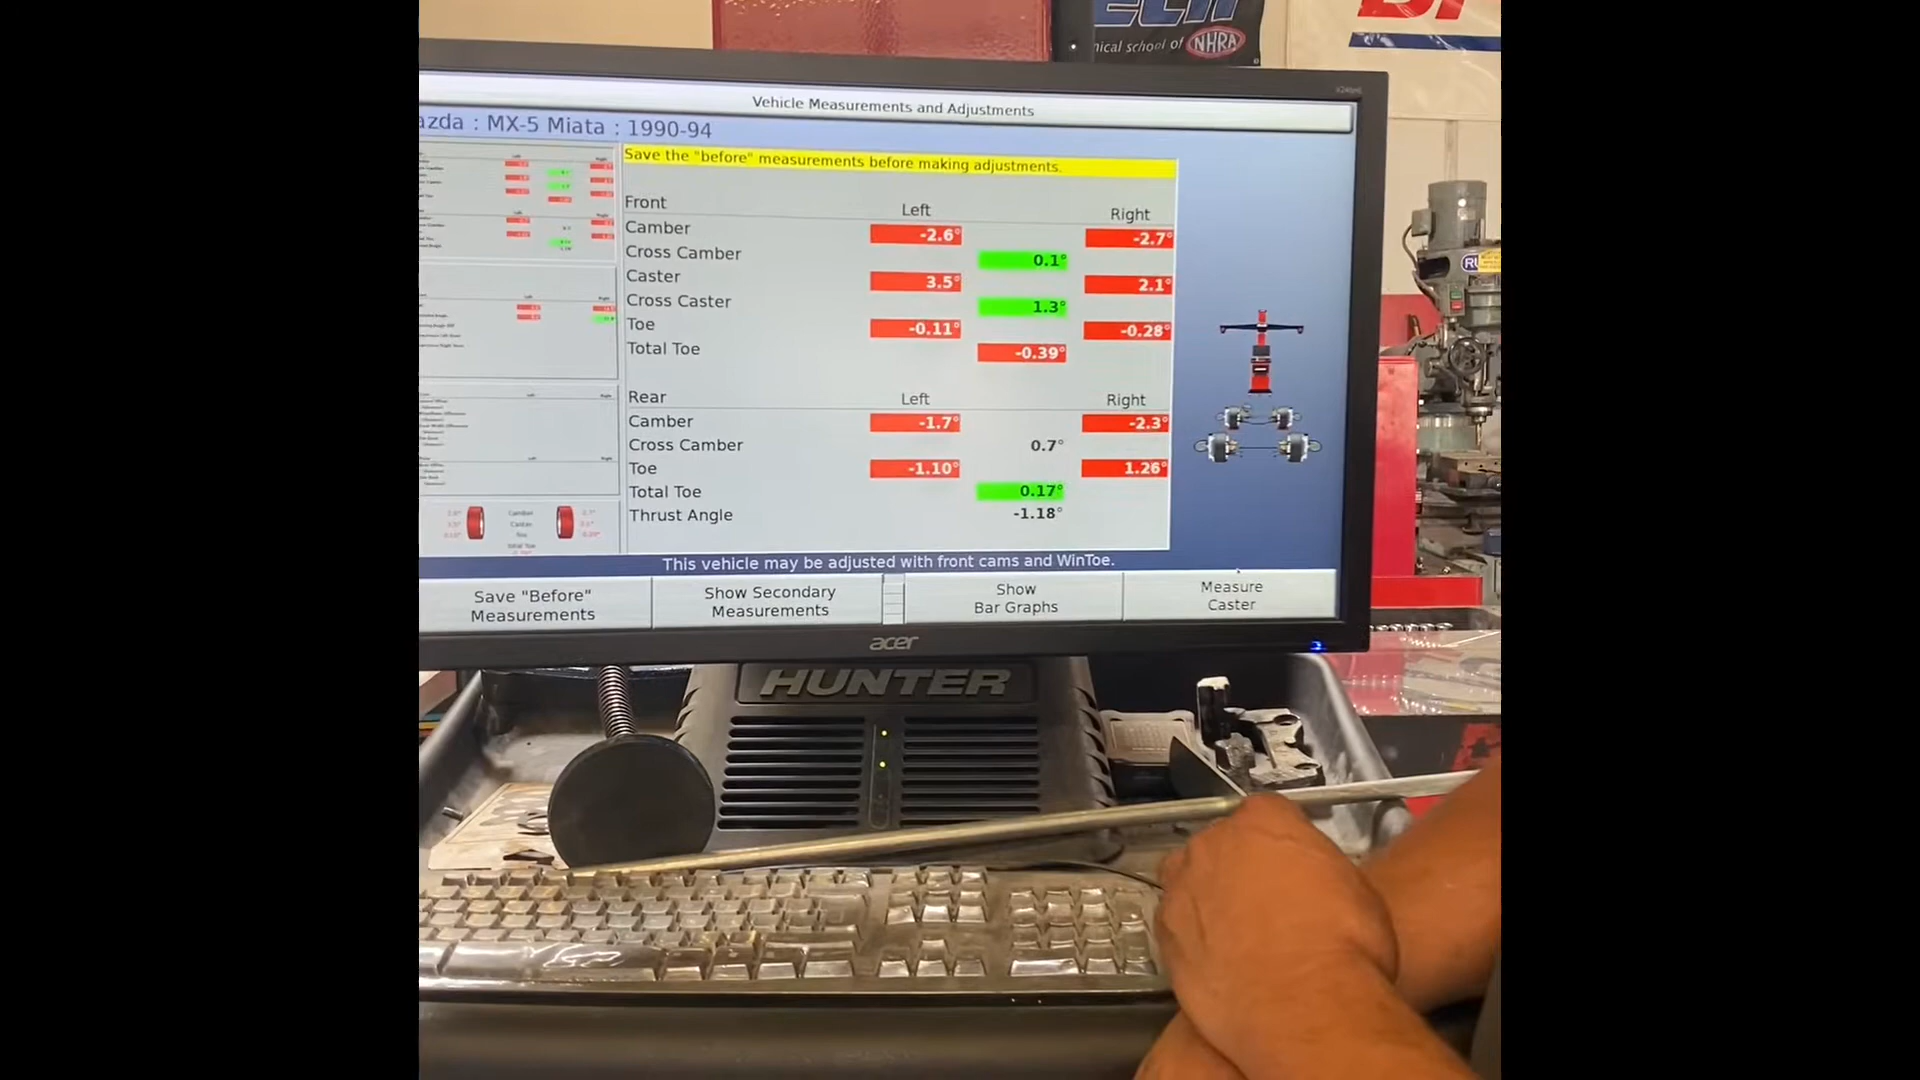 ECH
nical school of NHRA
Vehicle Measurements and Adjustments
azda : MX-5 Miata : 1990-94
Save the "before" measurements before making adjustments.
Front Left Right
Camber -2.6° -2.7°
Cross Camber 0.1°
Caster 3.5° 2.1°
Cross Caster 1.3°
Toe -0.11° -0.28°
Total Toe -0.39°
Rear Left Right
Camber -1.7° -2.3°
Cross Camber 0.7°
Toe -1.10° 1.26°
Total Toe 0.17°
Thrust Angle -1.18°
This vehicle may be adjusted with front cams and WinToe.
Save "Before" Show Secondary Show Measure
Measurements Measurements Bar Graphs Caster
acer
HUNTER